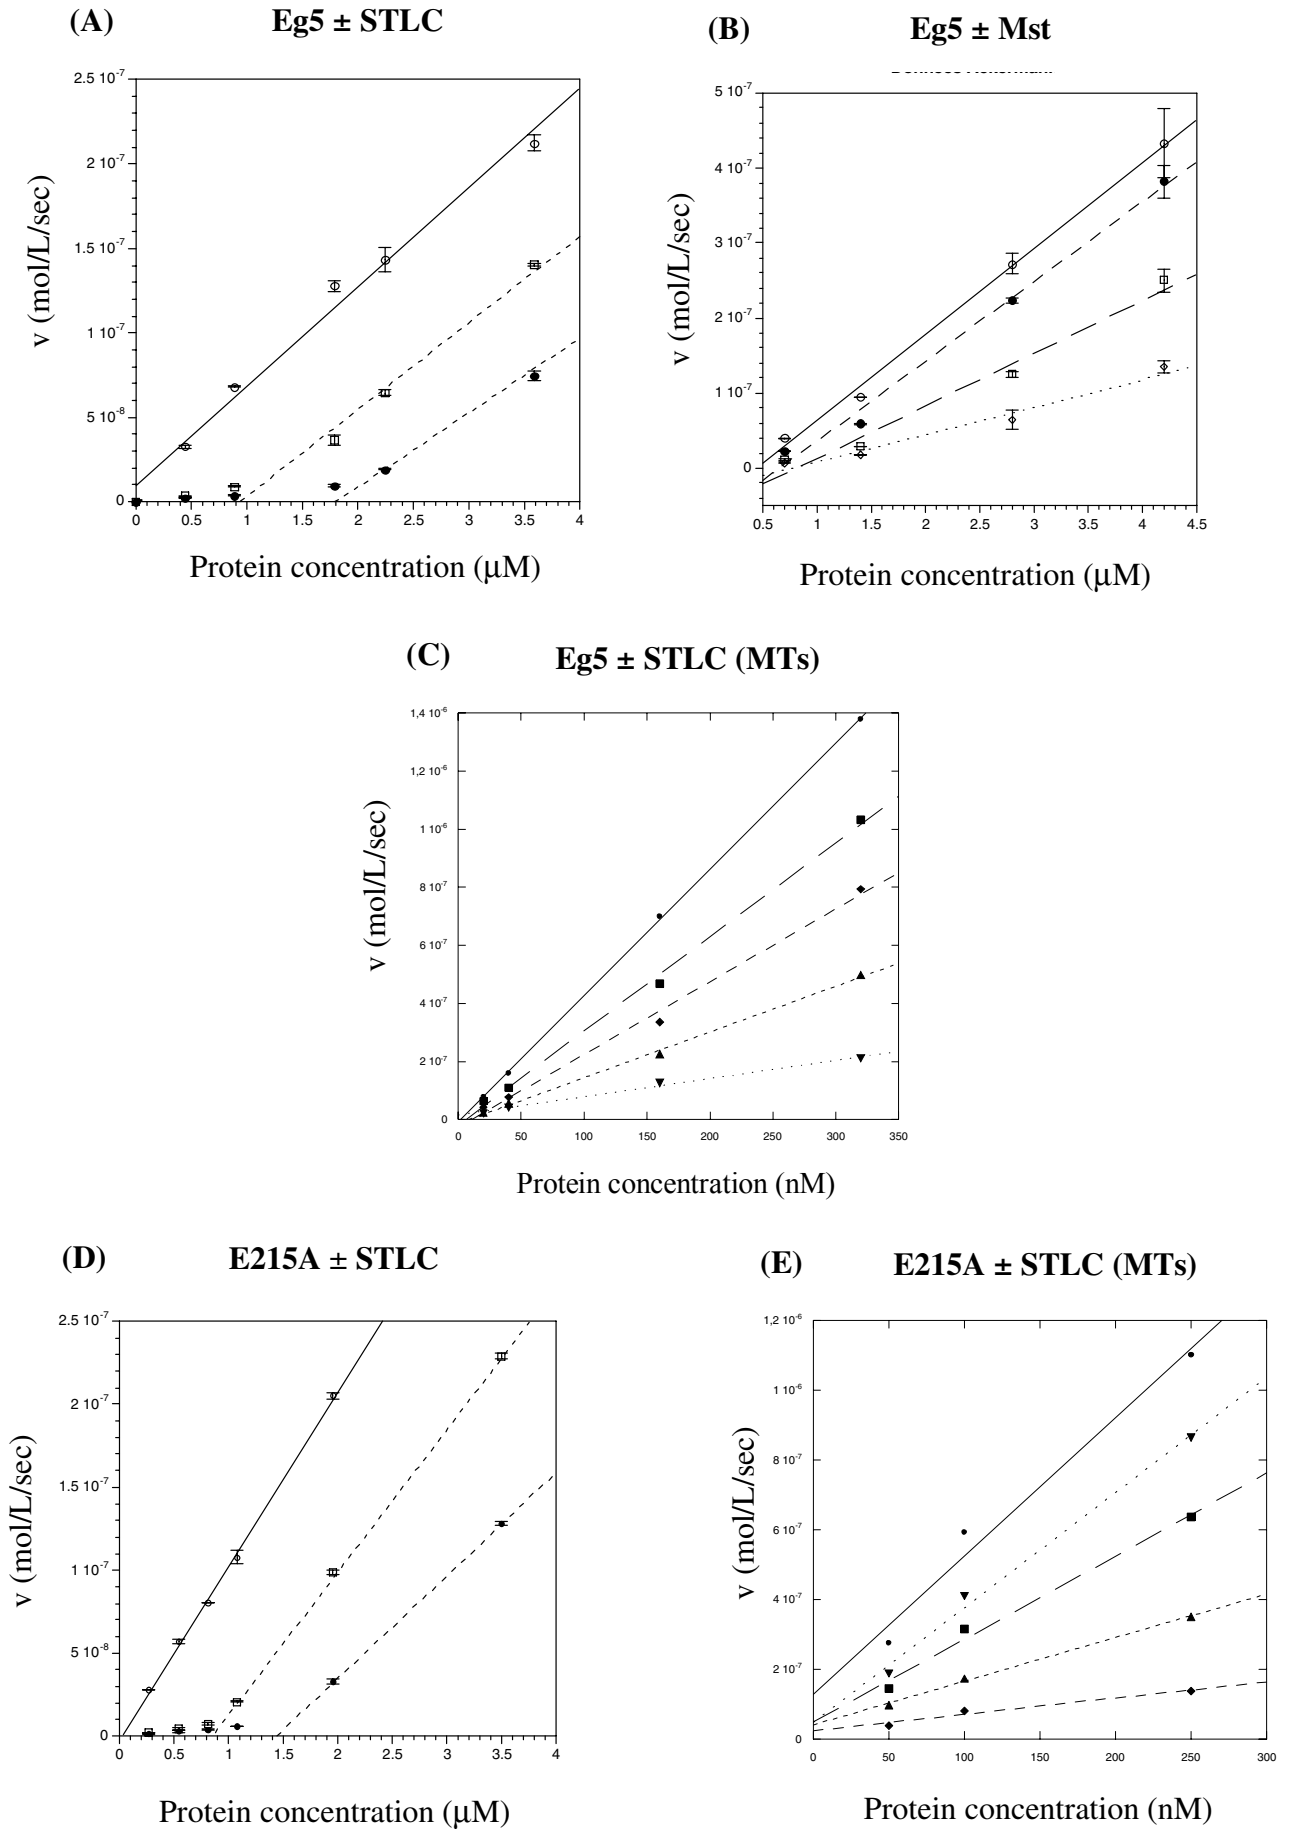 (A) Eg5 ± STLC
2.5 10-7
2 10-7
1.5 10-7
1 10-7
5 10-8
0
v (mol/L/sec)
0 0.5 1 1.5 2 2.5 3 3.5 4
Protein concentration (μM)
(B) Eg5 ± Mst
5 10-7
4 10-7
3 10-7
2 10-7
1 10-7
0
v (mol/L/sec)
0.5 1 1.5 2 2.5 3 3.5 4 4.5
Protein concentration (μM)
(C) Eg5 ± STLC (MTs)
1,4 10-6
1,2 10-6
1 10-6
8 10-7
6 10-7
4 10-7
2 10-7
0
v (mol/L/sec)
0 50 100 150 200 250 300 350
Protein concentration (nM)
(D) E215A ± STLC
2.5 10-7
2 10-7
1.5 10-7
1 10-7
5 10-8
0
v (mol/L/sec)
0 0.5 1 1.5 2 2.5 3 3.5 4
Protein concentration (μM)
(E) E215A ± STLC (MTs)
1,2 10-6
1 10-6
8 10-7
6 10-7
4 10-7
2 10-7
0
v (mol/L/sec)
0 50 100 150 200 250 300
Protein concentration (nM)